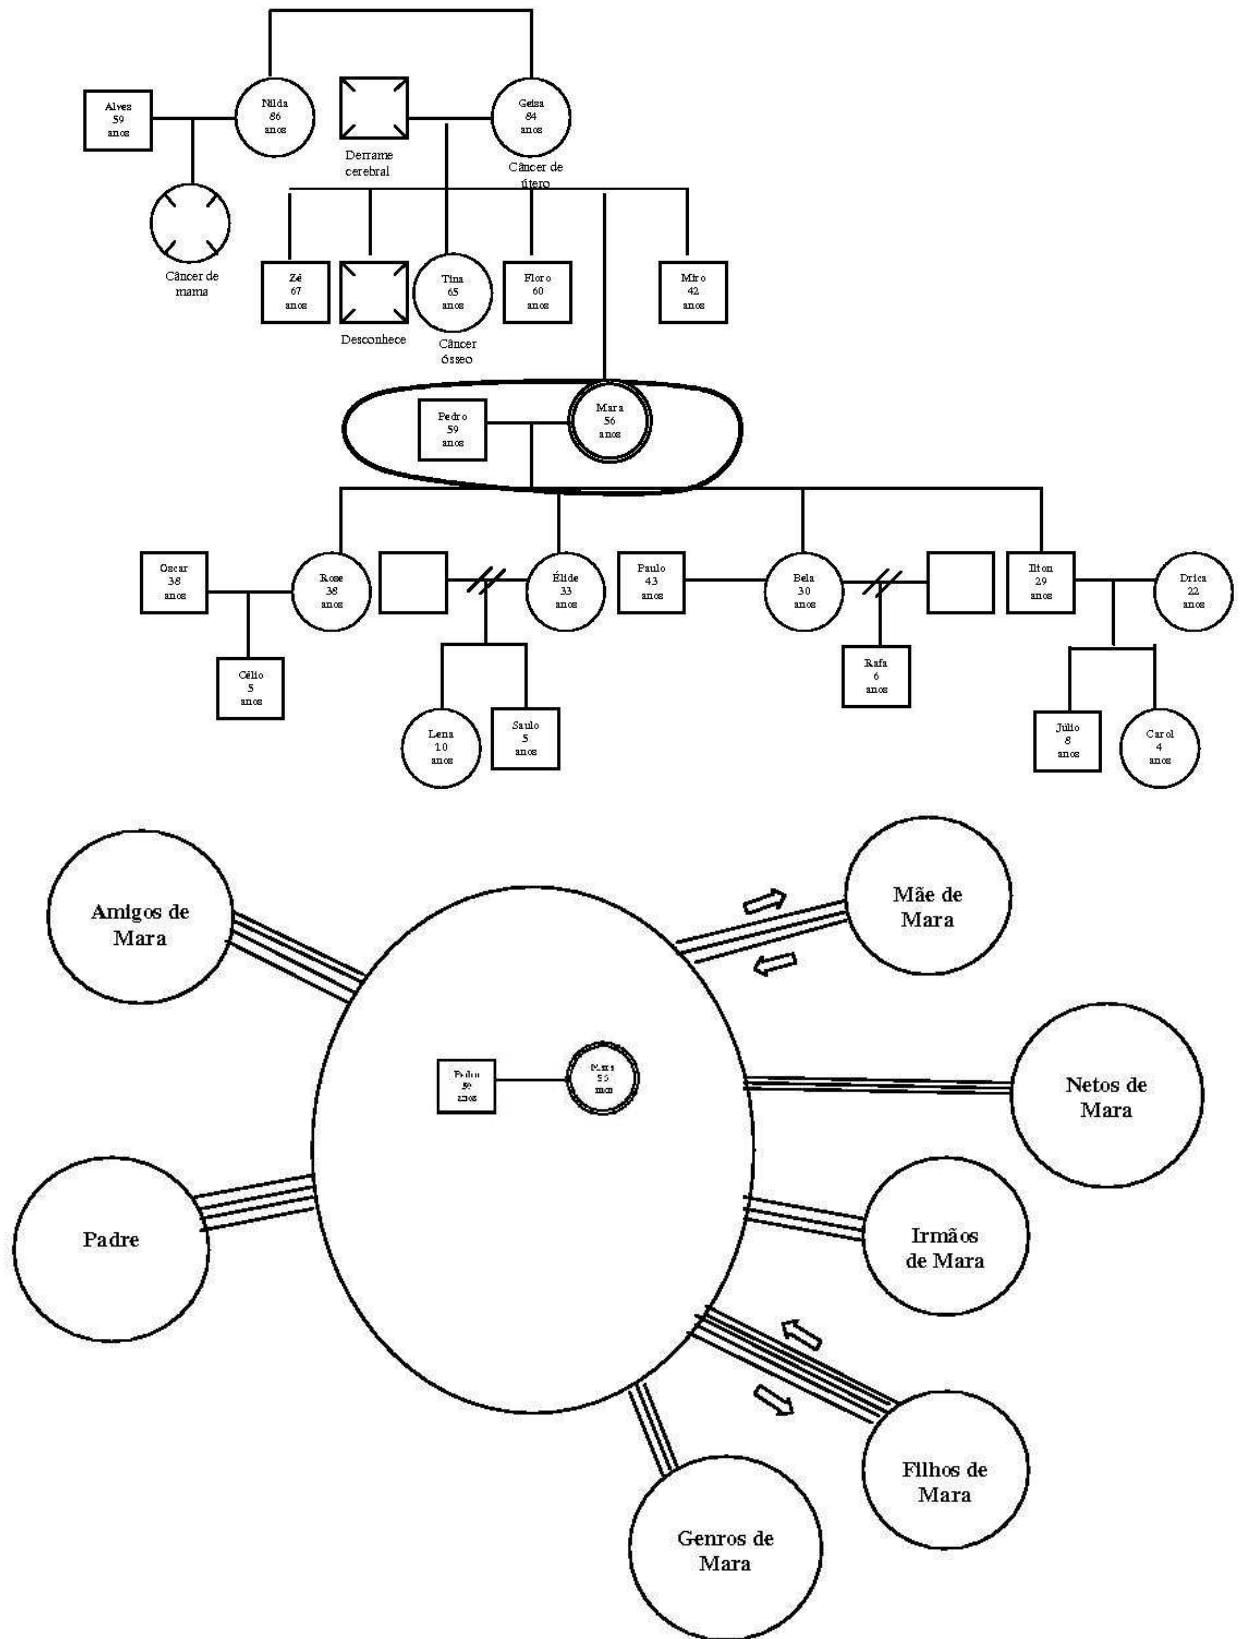 Alves
59
anos
Nilda
86
anos
Geisa
84
anos
Derrame
cerebral
Câncer de
útero
Câncer de
mama
Zé
67
anos
Desconhece
Tina
65
anos
Câncer
ósseo
Floro
60
anos
Miro
42
anos
Pedro
59
anos
Mara
56
anos
Oscar
38
anos
Rose
38
anos
Élide
33
anos
Paulo
43
anos
Bela
30
anos
Ilton
29
anos
Drica
22
anos
Célio
5
anos
Lena
10
anos
Saulo
5
anos
Rafa
6
anos
Júlio
8
anos
Carol
4
anos
Amigos de
Mara
Mãe de
Mara
Pedro
59
anos
Mara
anos
Netos de
Mara
Padre
Irmãos
de Mara
Filhos de
Mara
Genros de
Mara